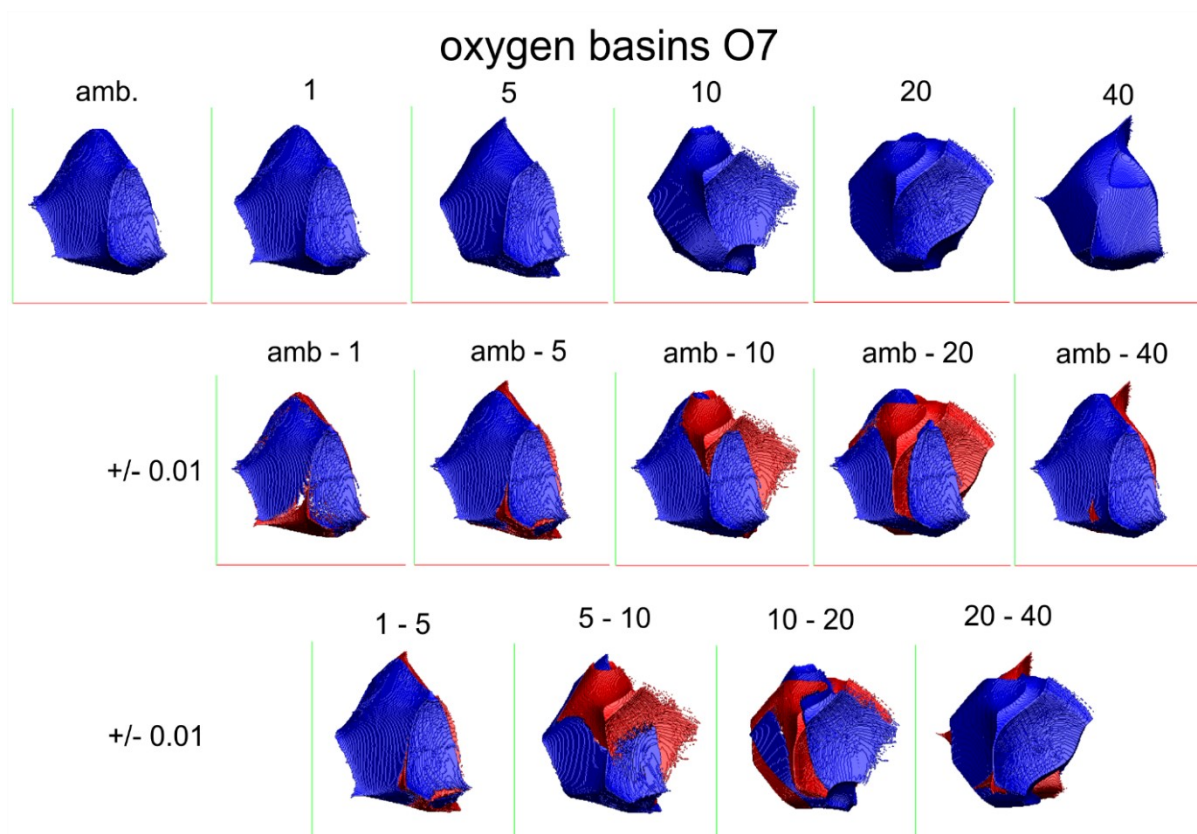 oxygen basins O7
amb. 1 5 10 20 40
amb - 1 amb - 5 amb - 10 amb - 20 amb - 40
+/- 0.01
1 - 5 5 - 10 10 - 20 20 - 40
+/- 0.01